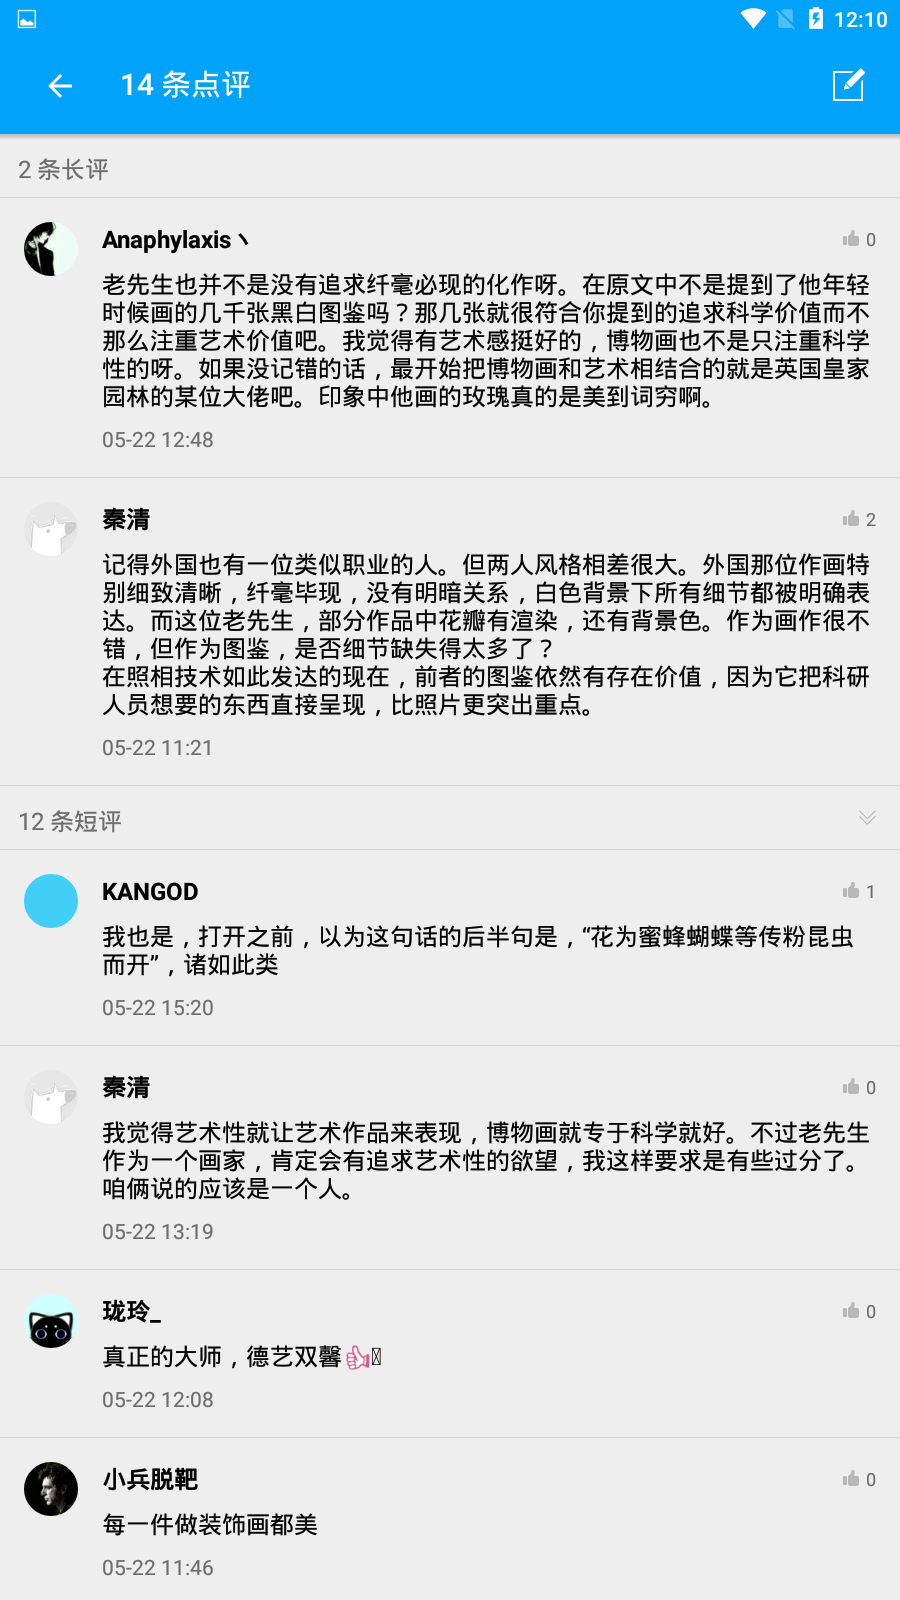 12:10
14 条点评
2 条长评
Anaphylaxis丶
0
老先生也并不是没有追求纤毫必现的化作呀。在原文中不是提到了他年轻
时候画的几千张黑白图鉴吗？那几张就很符合你提到的追求科学价值而不
那么注重艺术价值吧。我觉得有艺术感挺好的，博物画也不是只注重科学
性的呀。如果没记错的话，最开始把博物画和艺术相结合的就是英国皇家
园林的某位大佬吧。印象中他画的玫瑰真的是美到词穷啊。
05-22 12:48
秦清
2
记得外国也有一位类似职业的人。但两人风格相差很大。外国那位作画特
别细致清晰，纤毫毕现，没有明暗关系，白色背景下所有细节都被明确表
达。而这位老先生，部分作品中花瓣有渲染，还有背景色。作为画作很不
错，但作为图鉴，是否细节缺失得太多了？
在照相技术如此发达的现在，前者的图鉴依然有存在价值，因为它把科研
人员想要的东西直接呈现，比照片更突出重点。
05-22 11:21
12 条短评
KANGOD
1
我也是，打开之前，以为这句话的后半句是，“花为蜜蜂蝴蝶等传粉昆虫
而开”，诸如此类
05-22 15:20
秦清
0
我觉得艺术性就让艺术作品来表现，博物画就专于科学就好。不过老先生
作为一个画家，肯定会有追求艺术性的欲望，我这样要求是有些过分了。
咱俩说的应该是一个人。
05-22 13:19
珑玲_
0
真正的大师，德艺双馨👍
05-22 12:08
小兵脱靶
0
每一件做装饰画都美
05-22 11:46